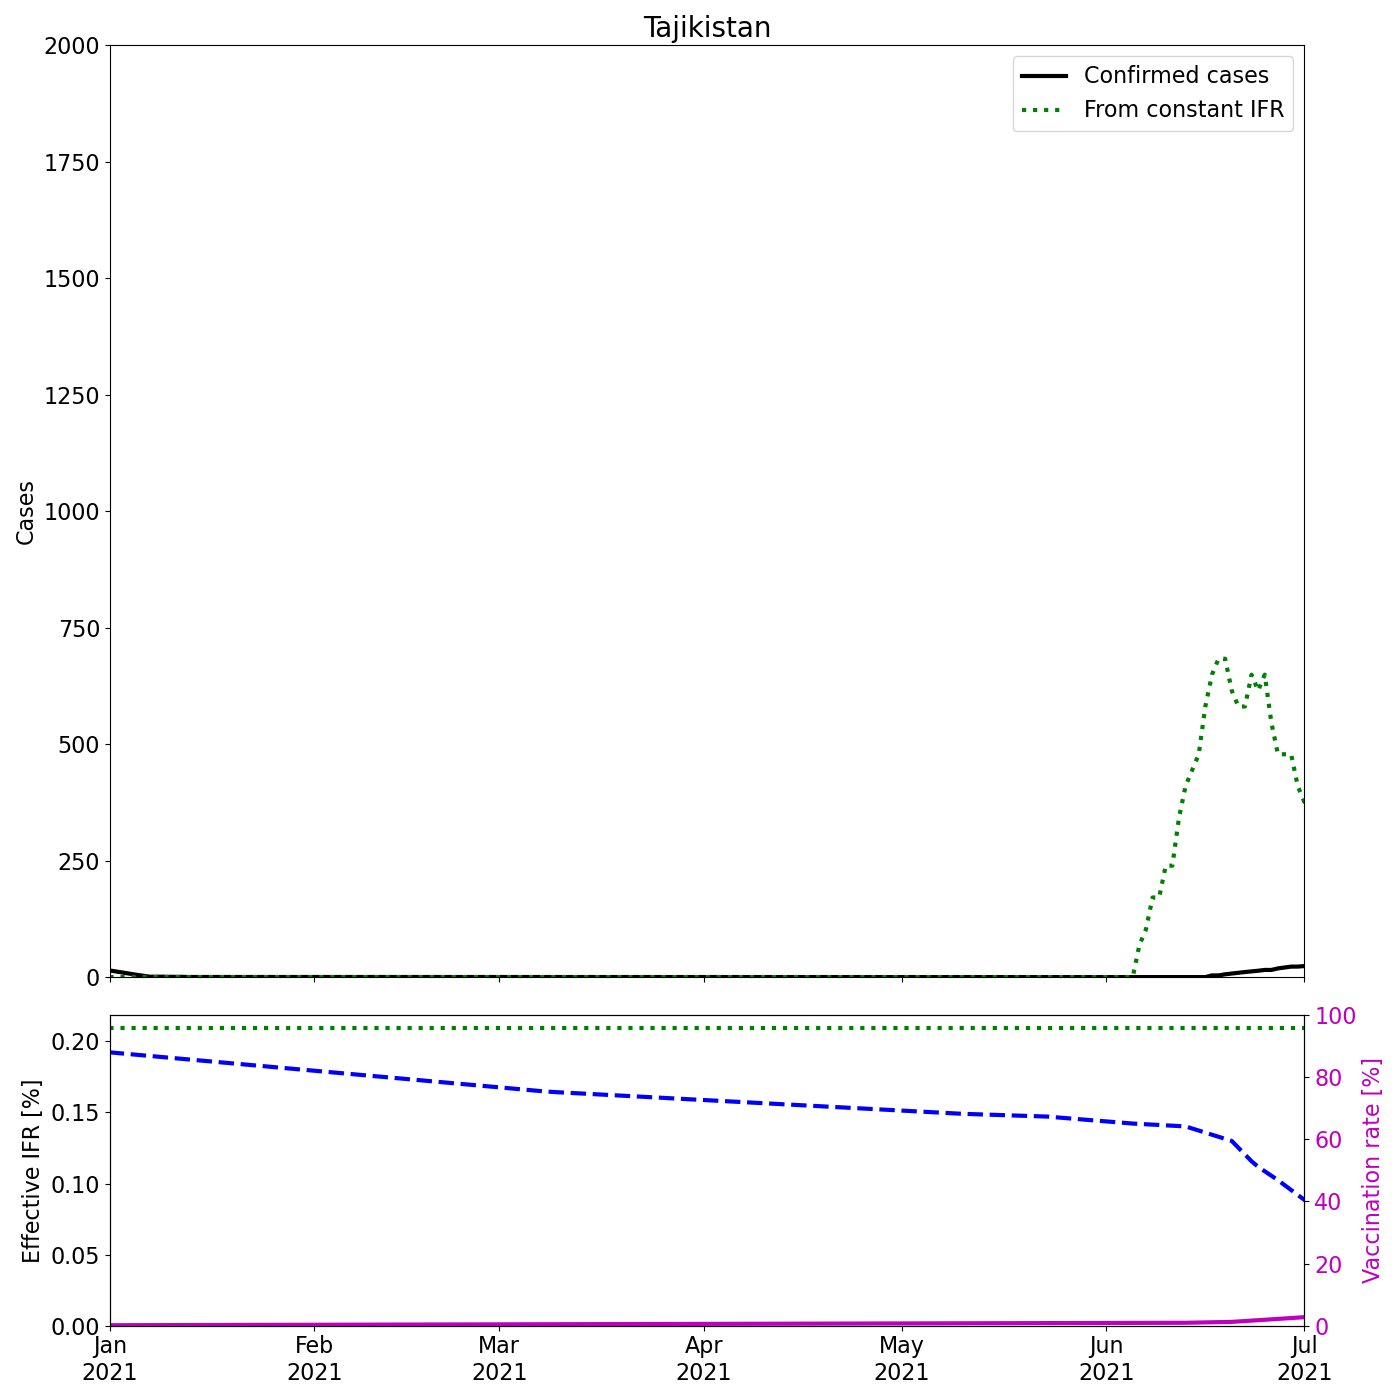 Tajikistan
2000
1750
1500
1250
1000
750
500
250
0
Cases
Confirmed cases
From constant IFR
0.20
0.15
0.10
0.05
0.00
Effective IFR [%]
100
80
60
40
20
0
Vaccination rate [%]
Jan Feb Mar Apr May Jun Jul
2021 2021 2021 2021 2021 2021 2021